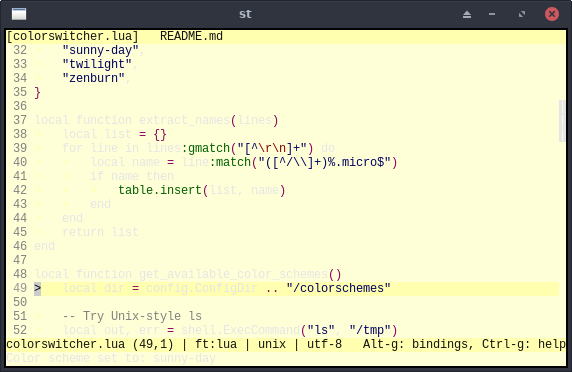 st
[colorswitcher.lua]   README.md
32     "sunny-day",
33     "twilight",
34     "zenburn",
35 }
36
37 local function extract_names(lines)
38     local list = {}
39     for line in lines:gmatch("[^\r\n]+") do
40         local name = line:match("([^/\\]+)%.micro$")
41         if name then
42             table.insert(list, name)
43         end
44     end
45     return list
46 end
47
48 local function get_available_color_schemes()
49 >   local dir = config.ConfigDir .. "/colorschemes"
50
51     -- Try Unix-style ls
52     local out, err = shell.ExecCommand("ls", "/tmp")
colorswitcher.lua (49,1) | ft:lua | unix | utf-8   Alt-g: bindings, Ctrl-g: help
Color scheme set to: sunny-day